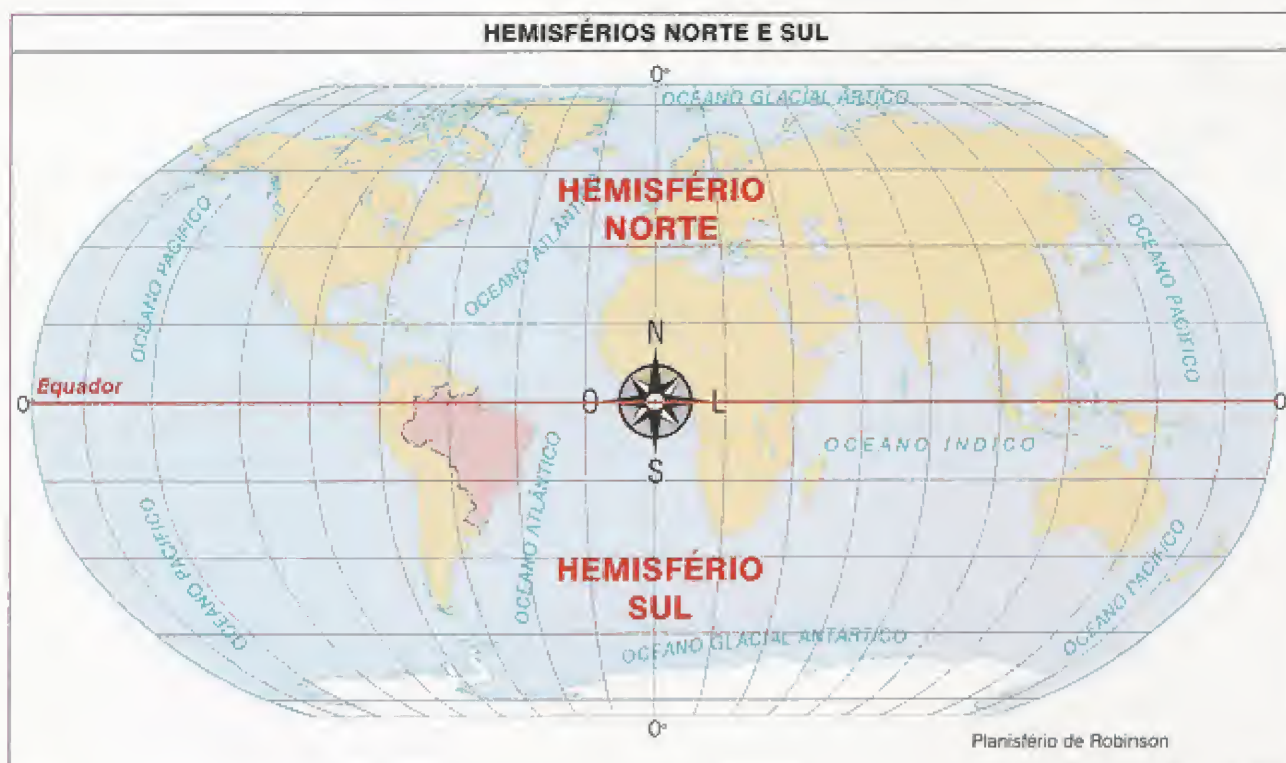 HEMISFÉRIOS NORTE E SUL
0°
OCEANO GLACIAL ÁRTICO
HEMISFÉRIO
NORTE
OCEANO PACÍFICO
OCEANO ATLÂNTICO
OCEANO PACÍFICO
N
Equador
0
O
L
0
S
OCEANO ÍNDICO
OCEANO ATLÂNTICO
OCEANO PACÍFICO
HEMISFÉRIO
SUL
OCEANO PACÍFICO
OCEANO GLACIAL ANTÁRTICO
0°
Planisfério de Robinson